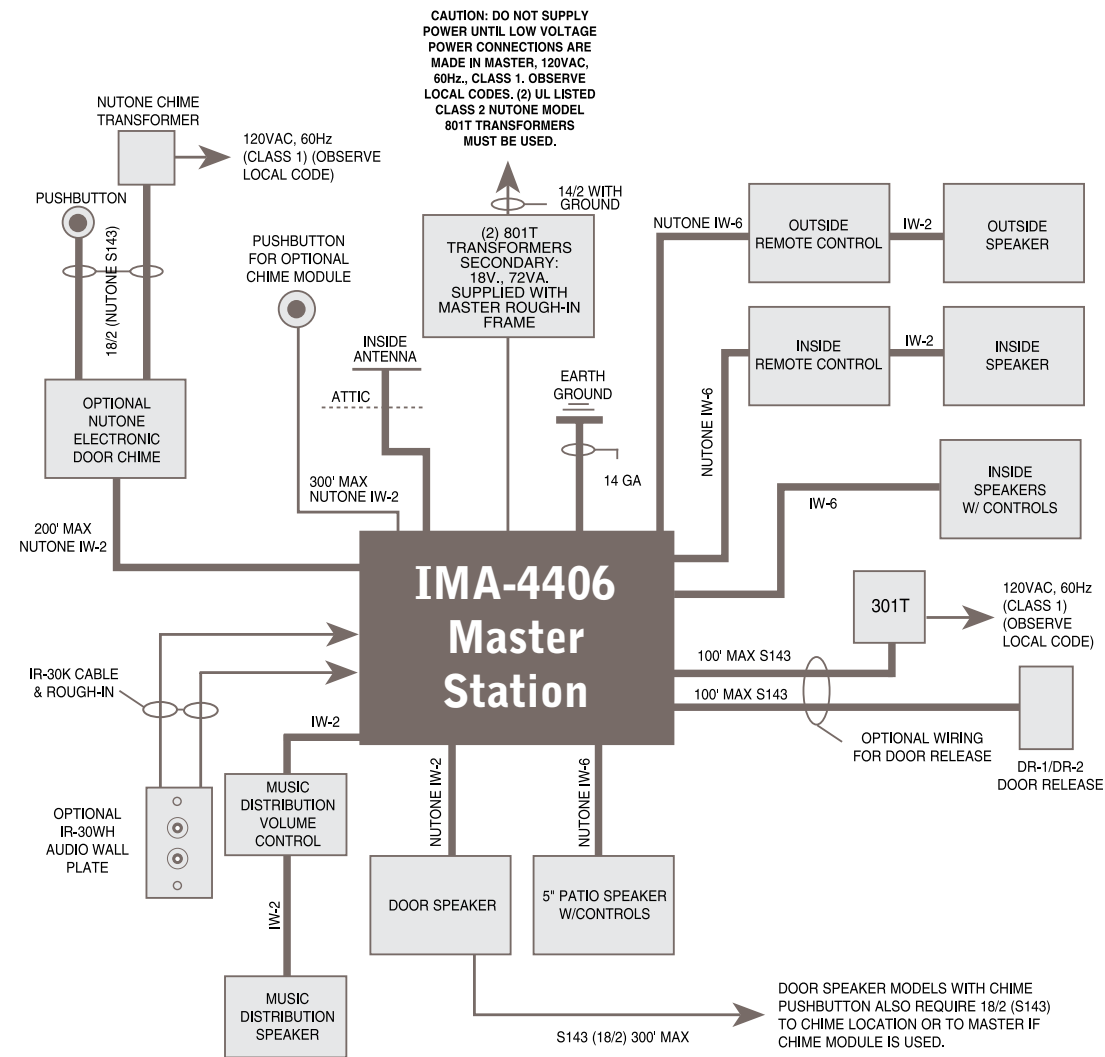 CAUTION: DO NOT SUPPLY
POWER UNTIL LOW VOLTAGE
POWER CONNECTIONS ARE
MADE IN MASTER, 120VAC,
60Hz., CLASS 1. OBSERVE
LOCAL CODES. (2) UL LISTED
CLASS 2 NUTONE MODEL
801T TRANSFORMERS
MUST BE USED.
NUTONE CHIME
TRANSFORMER
120VAC, 60Hz
(CLASS 1) (OBSERVE
LOCAL CODE)
PUSHBUTTON
18/2 (NUTONE S143)
OPTIONAL
NUTONE
ELECTRONIC
DOOR CHIME
200' MAX
NUTONE IW-2
PUSHBUTTON
FOR OPTIONAL
CHIME MODULE
300' MAX
NUTONE IW-2
INSIDE
ANTENNA
ATTIC
14/2 WITH
GROUND
(2) 801T
TRANSFORMERS
SECONDARY:
18V., 72VA.
SUPPLIED WITH
MASTER ROUGH-IN
FRAME
EARTH
GROUND
14 GA
NUTONE IW-6
OUTSIDE
REMOTE CONTROL
IW-2
OUTSIDE
SPEAKER
NUTONE IW-6
INSIDE
REMOTE CONTROL
IW-2
INSIDE
SPEAKER
IW-6
INSIDE
SPEAKERS
W/ CONTROLS
IMA-4406
Master
Station
301T
120VAC, 60Hz
(CLASS 1)
(OBSERVE
LOCAL CODE)
100' MAX S143
100' MAX S143
OPTIONAL WIRING
FOR DOOR RELEASE
DR-1/DR-2
DOOR RELEASE
IR-30K CABLE
& ROUGH-IN
OPTIONAL
IR-30WH
AUDIO WALL
PLATE
IW-2
MUSIC
DISTRIBUTION
VOLUME
CONTROL
IW-2
MUSIC
DISTRIBUTION
SPEAKER
NUTONE IW-2
DOOR SPEAKER
NUTONE IW-6
5" PATIO SPEAKER
W/CONTROLS
S143 (18/2) 300' MAX
DOOR SPEAKER MODELS WITH CHIME
PUSHBUTTON ALSO REQUIRE 18/2 (S143)
TO CHIME LOCATION OR TO MASTER IF
CHIME MODULE IS USED.